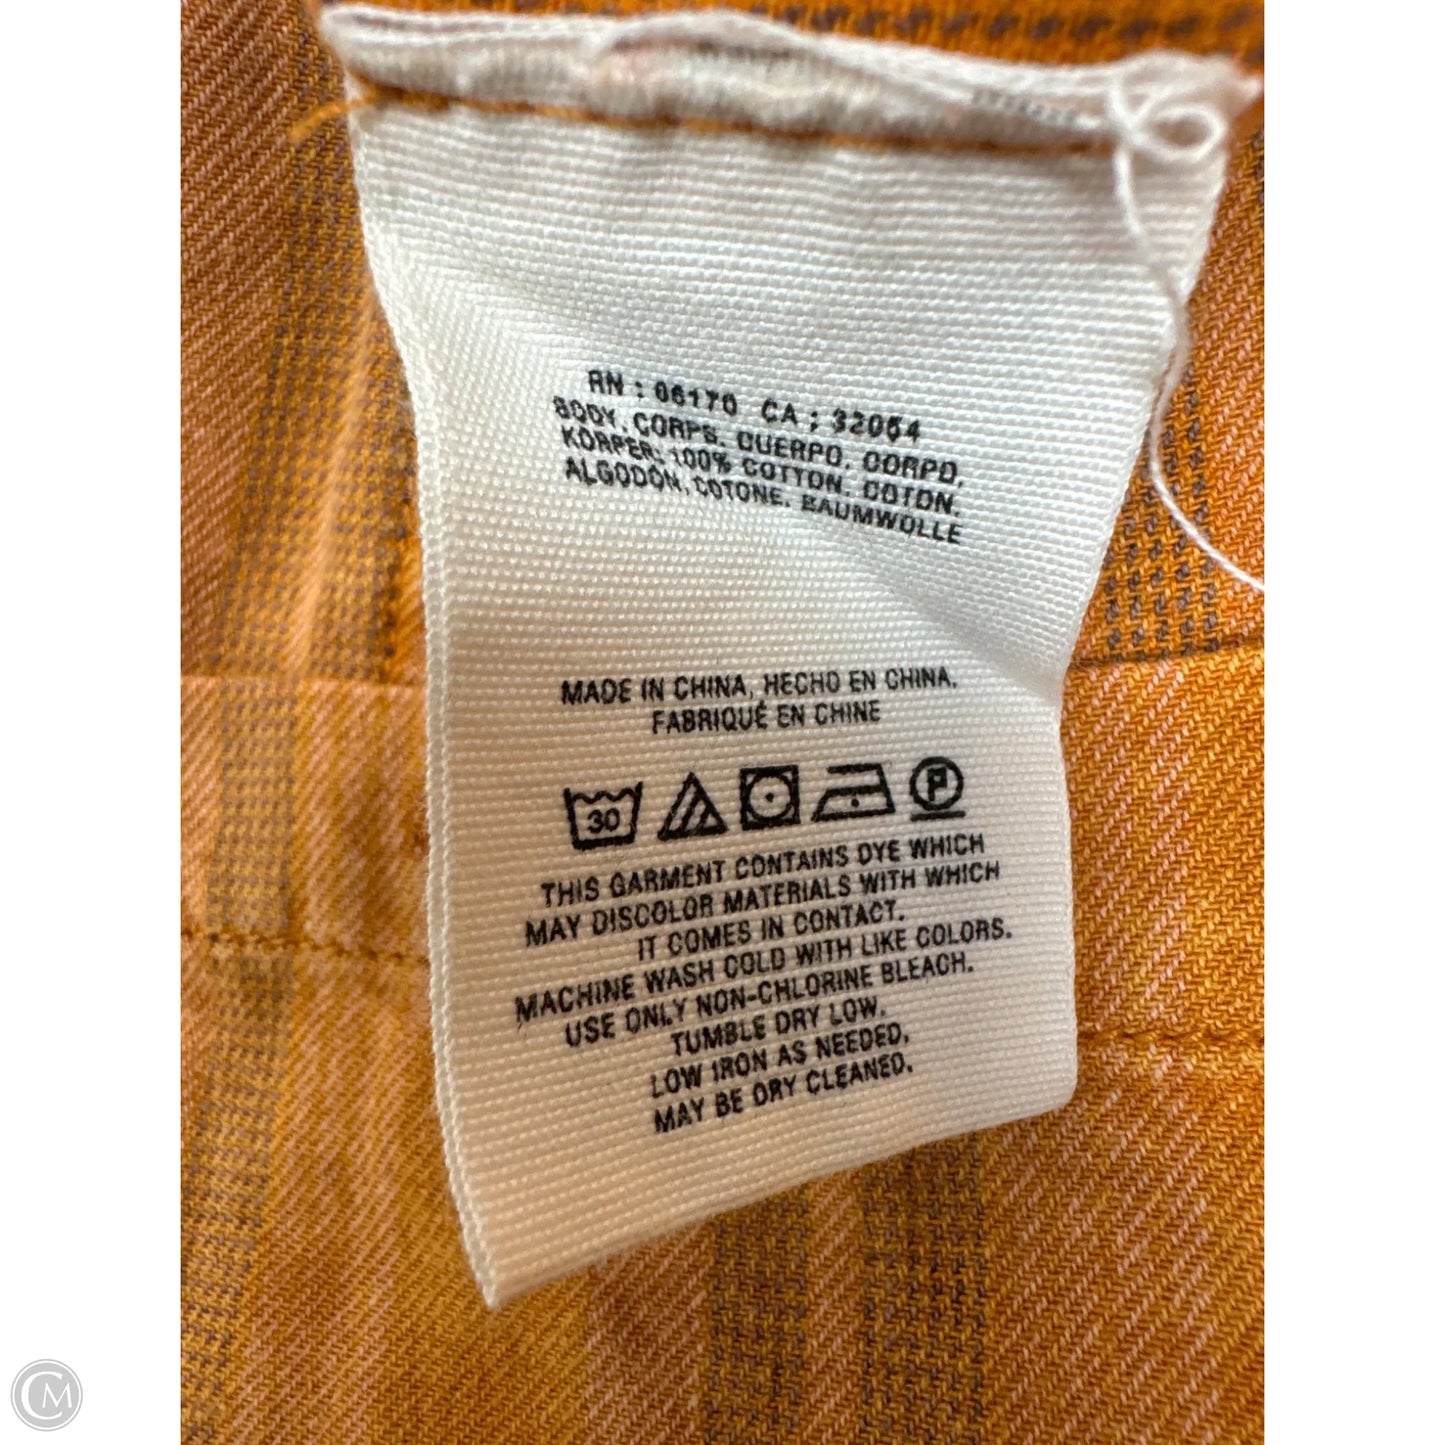 RN : 06170 CA : 32054
BODY, CORPS, CUERPO, CORPO,
KÖRPER: 100% COTTON, COTON,
ALGODÓN, COTONE, BAUMWOLLE
MADE IN CHINA, HECHO EN CHINA,
FABRIQUÉ EN CHINE
30 P
THIS GARMENT CONTAINS DYE WHICH
MAY DISCOLOR MATERIALS WITH WHICH
IT COMES IN CONTACT.
MACHINE WASH COLD WITH LIKE COLORS.
USE ONLY NON-CHLORINE BLEACH.
TUMBLE DRY LOW.
LOW IRON AS NEEDED,
MAY BE DRY CLEANED.
CM